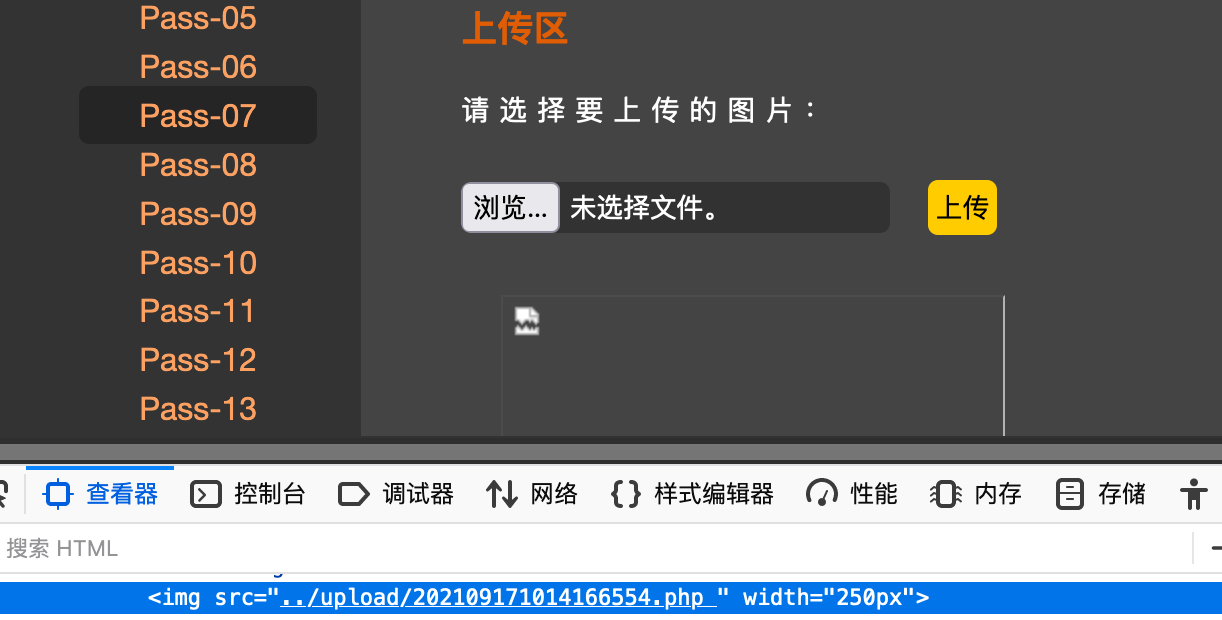 Pass-05
Pass-06
Pass-07
Pass-08
Pass-09
Pass-10
Pass-11
Pass-12
Pass-13
上传区
请选择要上传的图片：
浏览... 未选择文件。 上传
查看器 控制台 调试器 网络 样式编辑器 性能 内存 存储
搜索 HTML
<img src="../upload/202109171014166554.php " width="250px">